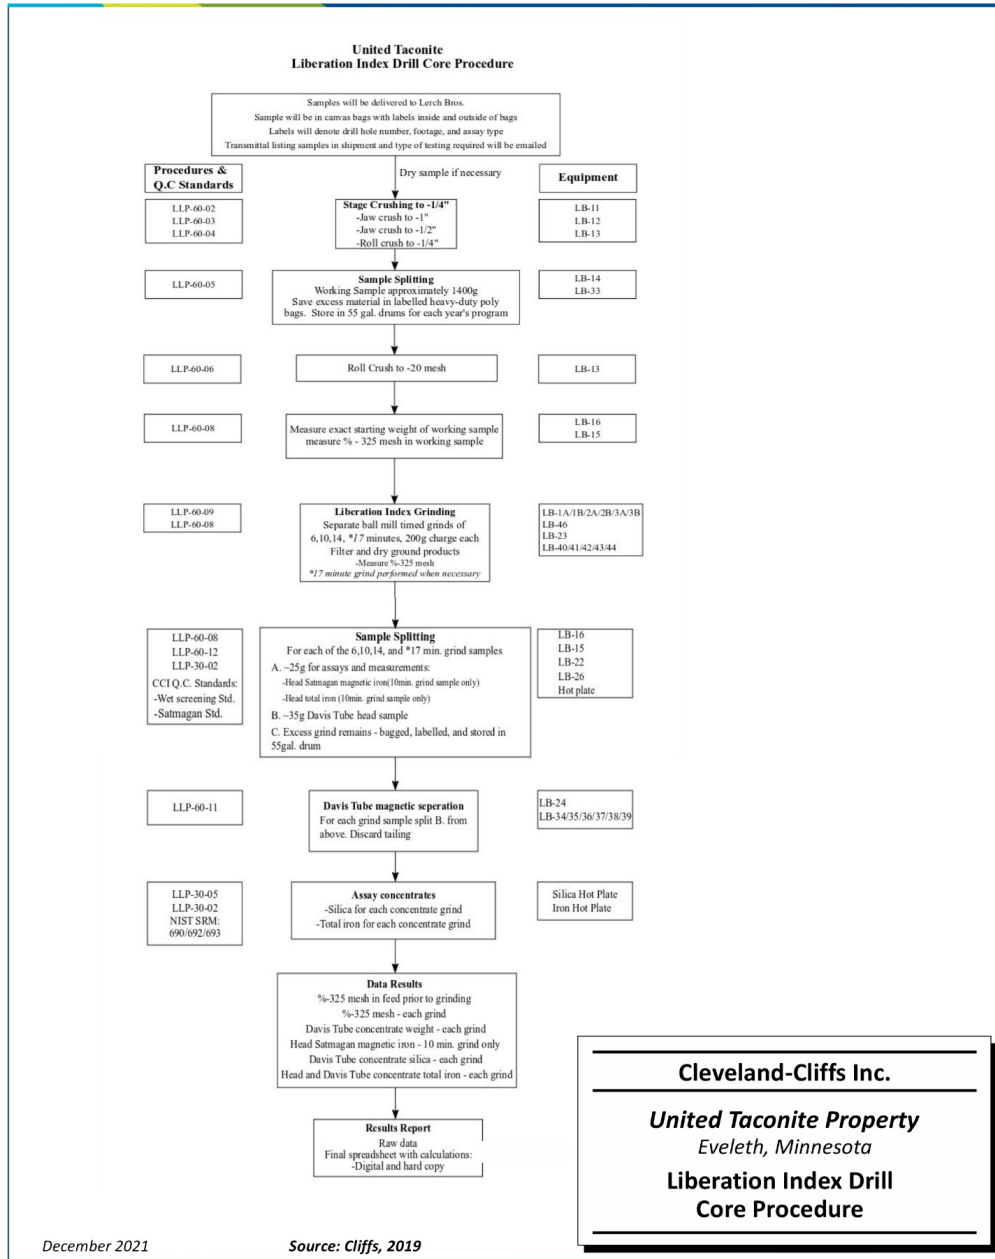 United Taconite
Liberation Index Drill Core Procedure
Samples will be delivered to Lerch Bros.
Sample will be in canvas bags with labels inside and outside of bags
Labels will denote drill hole number, footage, and assay type
Transmittal listing samples in shipment and type of testing required will be emailed
Procedures &
Q.C Standards
Dry sample if necessary
Equipment
LLP-60-02
LLP-60-03
LLP-60-04
Stage Crushing to -1/4"
-Jaw crush to -1"
-Jaw crush to -1/2"
-Roll crush to -1/4"
LB-11
LB-12
LB-13
LLP-60-05
Sample Splitting
Working Sample approximately 1400g
Save excess material in labelled heavy-duty poly
bags. Store in 55 gal. drums for each year's program
LB-14
LB-33
LLP-60-06
Roll Crush to -20 mesh
LB-13
LLP-60-08
Measure exact starting weight of working sample
measure % - 325 mesh in working sample
LB-16
LB-15
LLP-60-09
LLP-60-08
Liberation Index Grinding
Separate ball mill timed grinds of
6,10,14, *17 minutes, 200g charge each
Filter and dry ground products
-Measure %-325 mesh
*17 minute grind performed when necessary
LB-1A/1B/2A/2B/3A/3B
LB-46
LB-23
LB-40/41/42/43/44
LLP-60-08
LLP-60-12
LLP-30-02
CCI Q.C. Standards:
-Wet screening Std.
-Satmagan Std.
Sample Splitting
For each of the 6,10,14, and *17 min. grind samples
A. ~25g for assays and measurements:
-Head Satmagan magnetic iron(10min. grind sample only)
-Head total iron (10min. grind sample only)
B. ~35g Davis Tube head sample
C. Excess grind remains - bagged, labelled, and stored in
55gal. drum
LB-16
LB-15
LB-22
LB-26
Hot plate
LLP-60-11
Davis Tube magnetic seperation
For each grind sample split B. from
above. Discard tailing
LB-24
LB-34/35/36/37/38/39
LLP-30-05
LLP-30-02
NIST SRM:
690/692/693
Assay concentrates
-Silica for each concentrate grind
-Total iron for each concentrate grind
Silica Hot Plate
Iron Hot Plate
Data Results
%-325 mesh in feed prior to grinding
%-325 mesh - each grind
Davis Tube concentrate weight - each grind
Head Satmagan magnetic iron - 10 min. grind only
Davis Tube concentrate silica - each grind
Head and Davis Tube concentrate total iron - each grind
Results Report
Raw data
Final spreadsheet with calculations:
-Digital and hard copy
Cleveland-Cliffs Inc.
United Taconite Property
Eveleth, Minnesota
Liberation Index Drill
Core Procedure
December 2021
Source: Cliffs, 2019